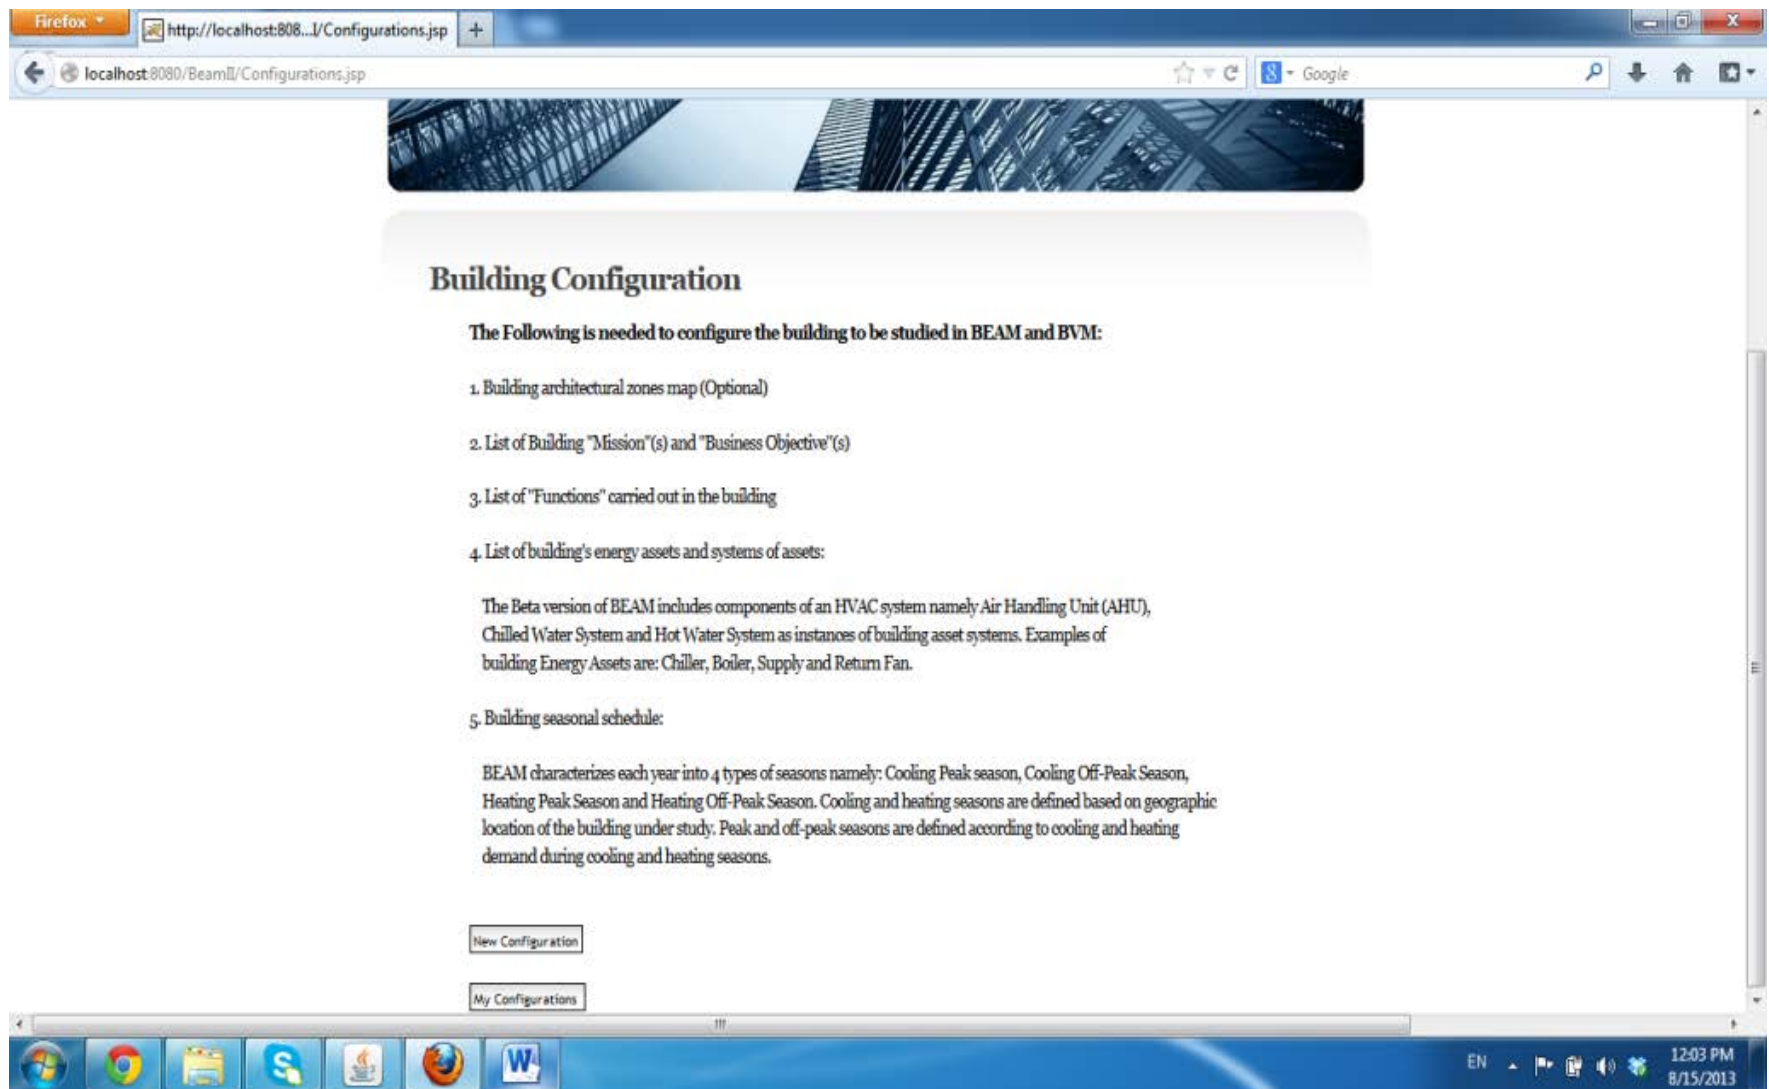 Firefox
http://localhost:808...I/Configurations.jsp
localhost:8080/BeamII/Configurations.jsp
Google
Building Configuration
The Following is needed to configure the building to be studied in BEAM and BVM:
1. Building architectural zones map (Optional)
2. List of Building "Mission"(s) and "Business Objective"(s)
3. List of "Functions" carried out in the building
4. List of building's energy assets and systems of assets:
The Beta version of BEAM includes components of an HVAC system namely Air Handling Unit (AHU),
Chilled Water System and Hot Water System as instances of building asset systems. Examples of
building Energy Assets are: Chiller, Boiler, Supply and Return Fan.
5. Building seasonal schedule:
BEAM characterizes each year into 4 types of seasons namely: Cooling Peak season, Cooling Off-Peak Season,
Heating Peak Season and Heating Off-Peak Season. Cooling and heating seasons are defined based on geographic
location of the building under study. Peak and off-peak seasons are defined according to cooling and heating
demand during cooling and heating seasons.
New Configuration
My Configurations
EN
12:03 PM
8/15/2013